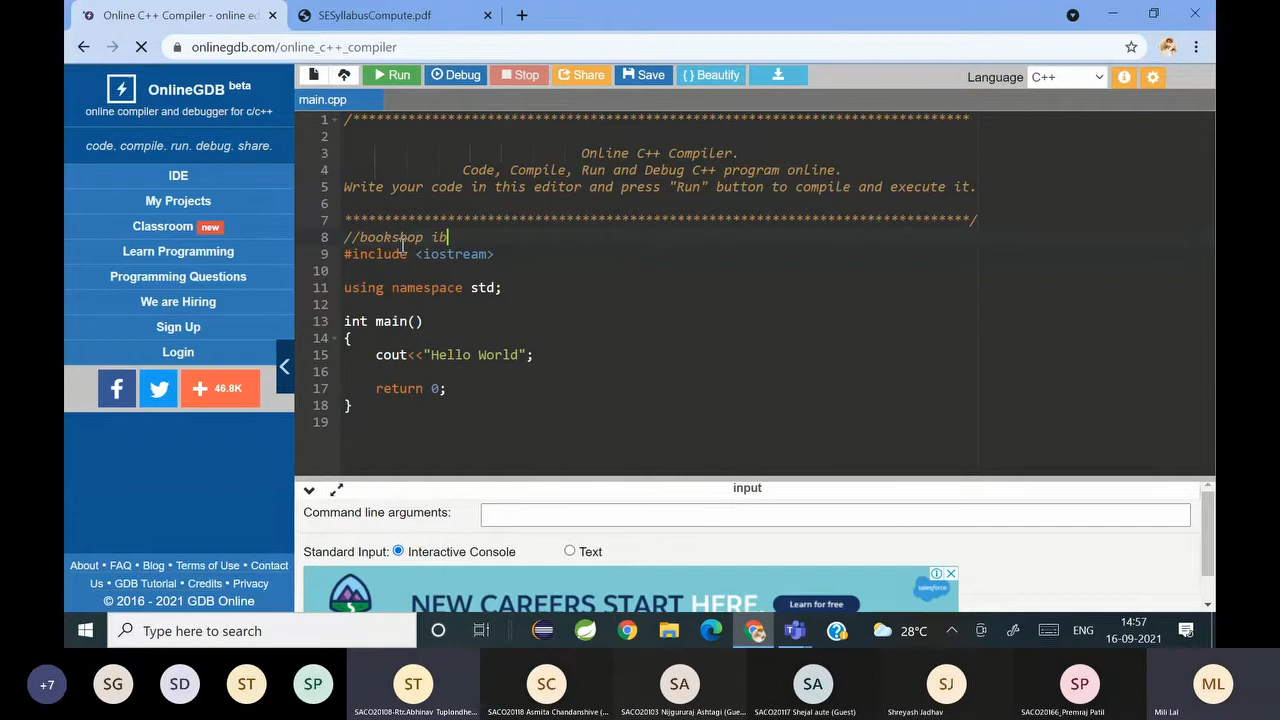 Online C++ Compiler - online ed
SESyllabusCompute.pdf
onlinegdb.com/online_c++_compiler
OnlineGDB beta
online compiler and debugger for c/c++
code. compile. run. debug. share.
IDE
My Projects
Classroom new
Learn Programming
Programming Questions
We are Hiring
Sign Up
Login
46.8K
About • FAQ • Blog • Terms of Use • Contact
Us • GDB Tutorial • Credits • Privacy
© 2016 - 2021 GDB Online
Run Debug Stop Share Save { } Beautify
Language C++
main.cpp
1 /******************************************************************************
2
3 Online C++ Compiler.
4 Code, Compile, Run and Debug C++ program online.
5 Write your code in this editor and press "Run" button to compile and execute it.
6
7 *******************************************************************************/
8 //bookshop ib
9 #include <iostream>
10
11 using namespace std;
12
13 int main()
14 {
15 cout<<"Hello World";
16
17 return 0;
18 }
19
input
Command line arguments:
Standard Input: Interactive Console Text
NEW CAREERS START HERE.
Learn for free
salesforce
Type here to search
28°C
ENG
14:57
16-09-2021
+7
SG
SD
ST
SP
ST
SC
SA
SA
SJ
SP
ML
SACO20108-Rtr.Abhinav Tuplondhe...
SACO20118 Asmita Chandanshive (...
SACO20103 Nijgururaj Ashtagi (Gue...
SACO20117 Shejal aute (Guest)
Shreyash Jadhav
SACO20166_Premraj Patil
Mili Lal